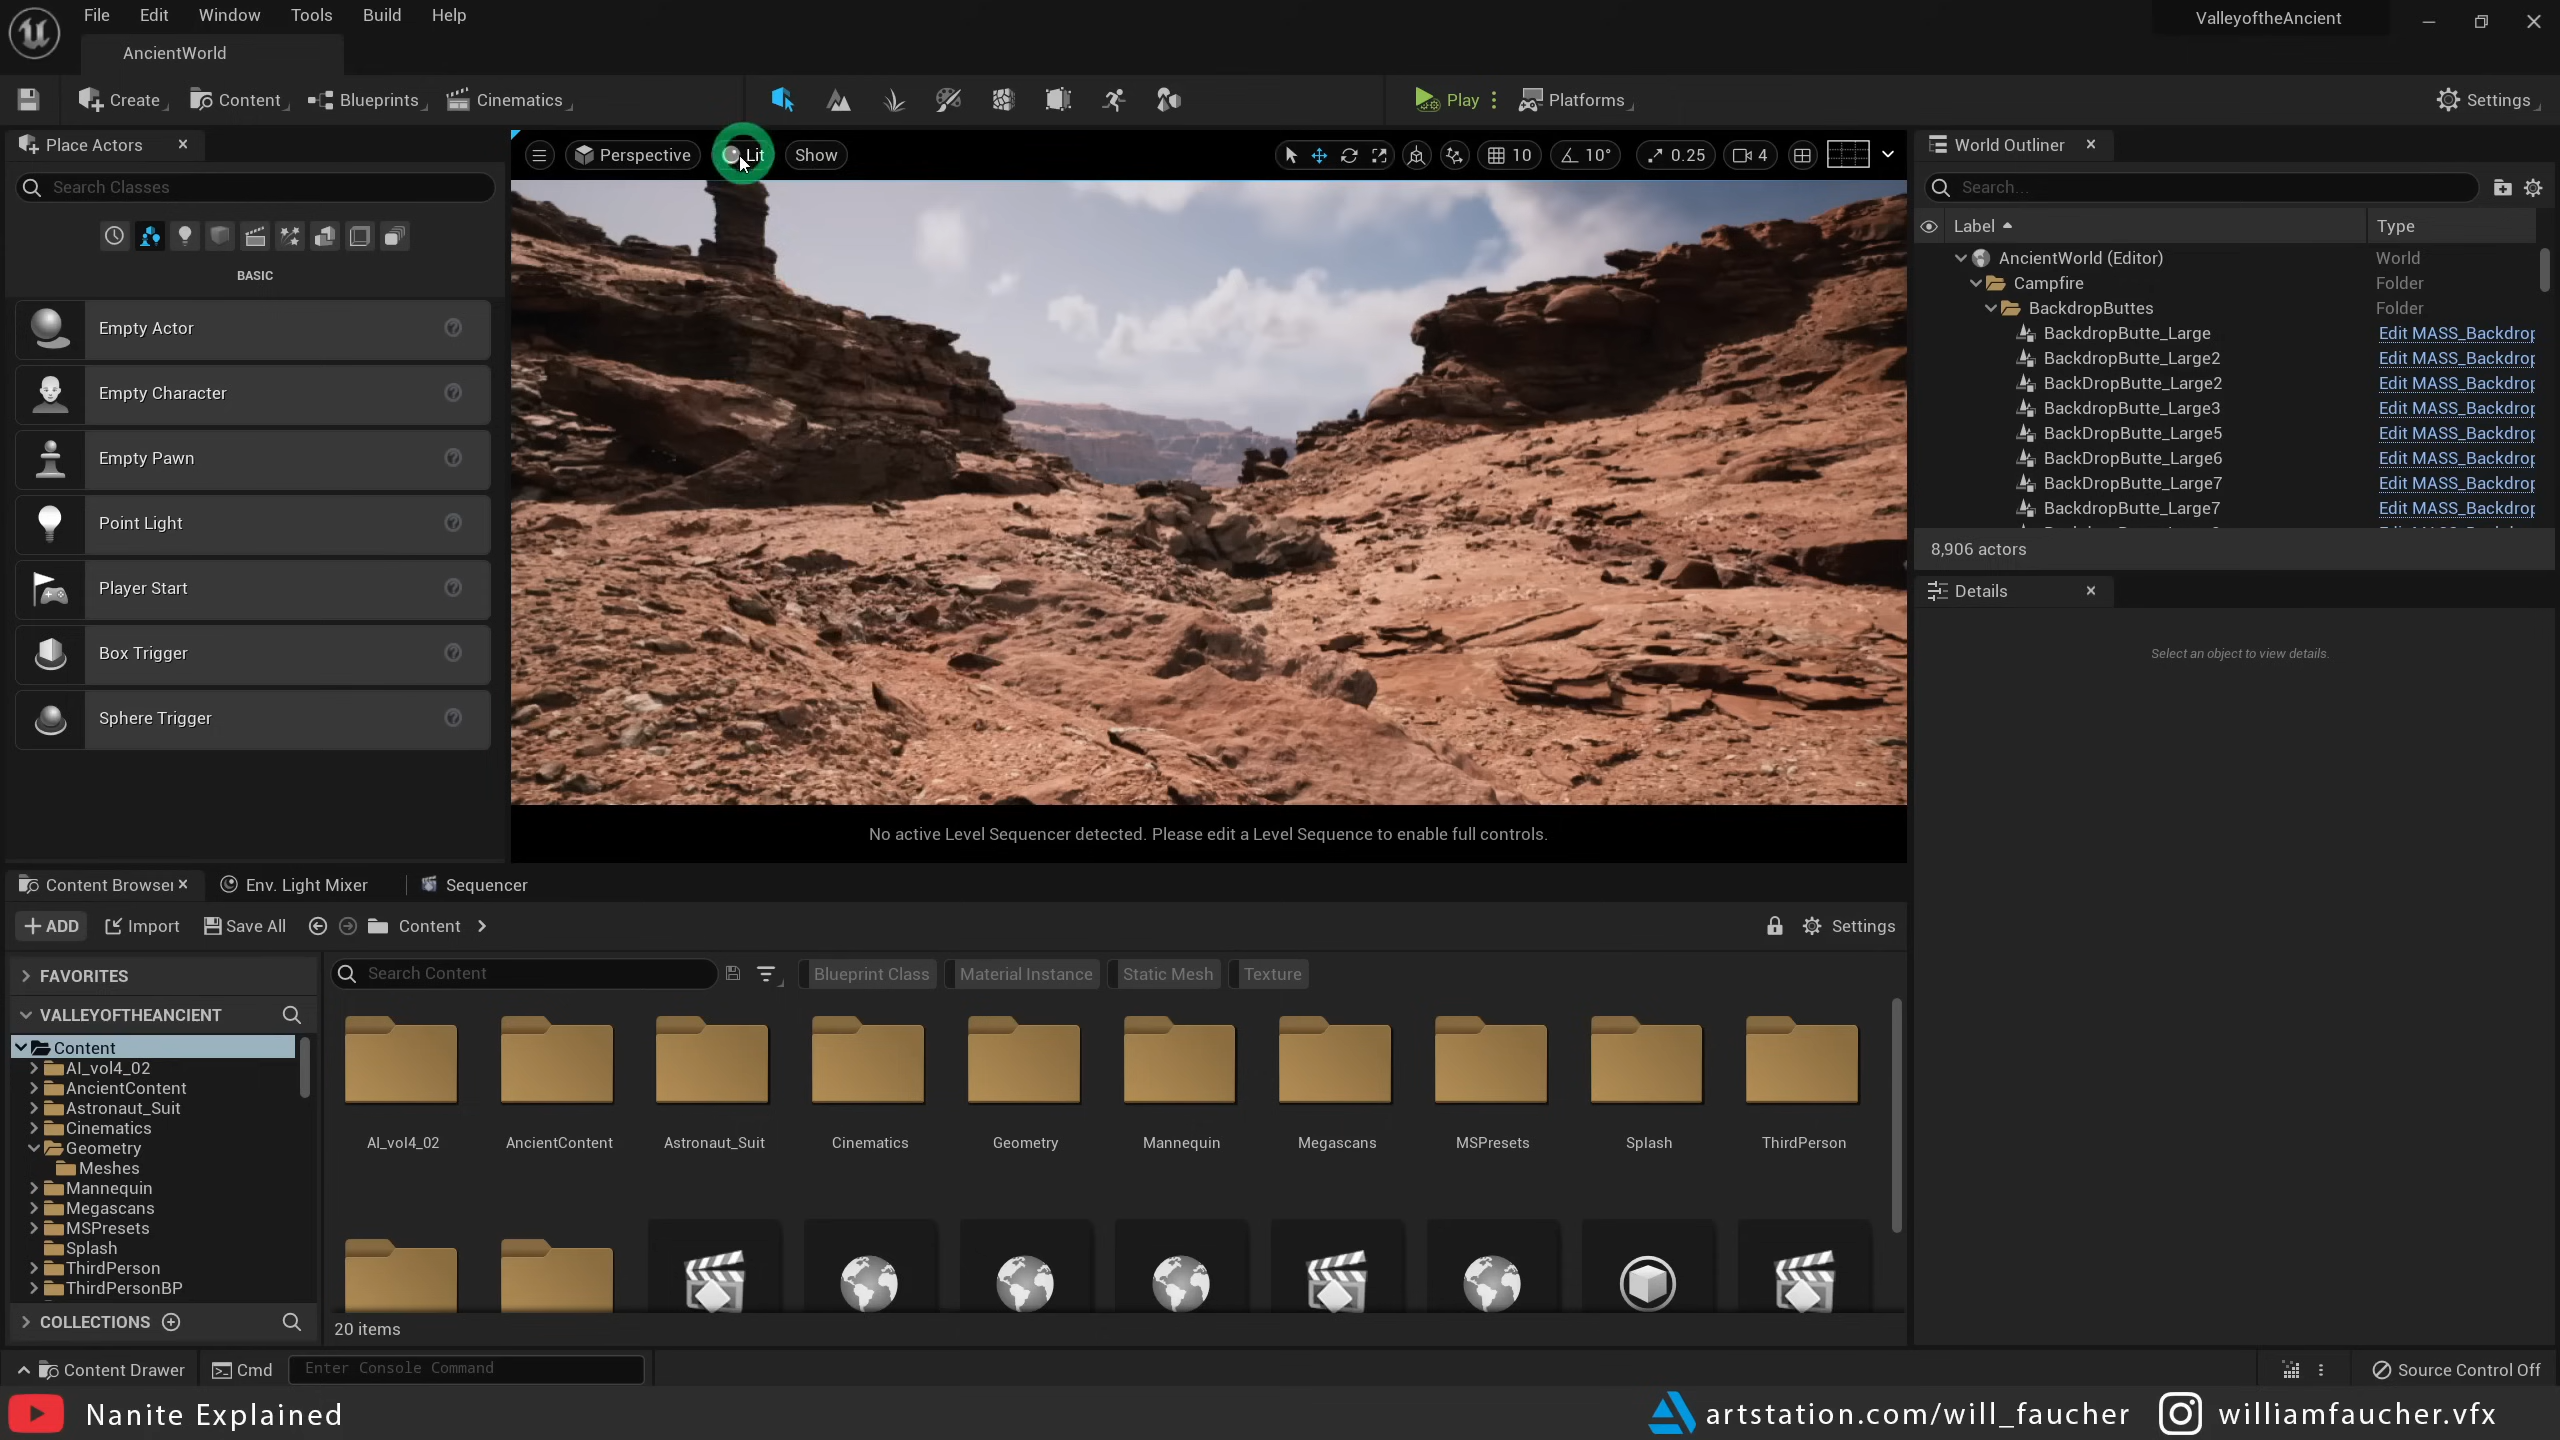 File Edit Window Tools Build Help
ValleyoftheAncient
AncientWorld
Create Content Blueprints Cinematics
Play Platforms Settings
Place Actors
Search Classes
BASIC
Empty Actor
Empty Character
Empty Pawn
Point Light
Player Start
Box Trigger
Sphere Trigger
Perspective Lit Show
10 10° 0.25 4
No active Level Sequencer detected. Please edit a Level Sequence to enable full controls.
World Outliner
Search...
Label Type
AncientWorld (Editor) World
Campfire Folder
BackdropButtes Folder
BackdropButte_Large Edit MASS_Backdrop
BackdropButte_Large2 Edit MASS_Backdrop
BackDropButte_Large2 Edit MASS_Backdrop
BackdropButte_Large3 Edit MASS_Backdrop
BackDropButte_Large5 Edit MASS_Backdrop
BackDropButte_Large6 Edit MASS_Backdrop
BackDropButte_Large7 Edit MASS_Backdrop
BackdropButte_Large7 Edit MASS_Backdrop
8,906 actors
Details
Select an object to view details.
Content Browser Env. Light Mixer Sequencer
ADD Import Save All Content Settings
FAVORITES
VALLEYOFTHEANCIENT
Content
AI_vol4_02
AncientContent
Astronaut_Suit
Cinematics
Geometry
Meshes
Mannequin
Megascans
MSPresets
Splash
ThirdPerson
ThirdPersonBP
COLLECTIONS
Search Content Blueprint Class Material Instance Static Mesh Texture
AI_vol4_02 AncientContent Astronaut_Suit Cinematics Geometry Mannequin Megascans MSPresets Splash ThirdPerson
20 items
Content Drawer Cmd Enter Console Command Source Control Off
Nanite Explained artstation.com/will_faucher williamfaucher.vfx